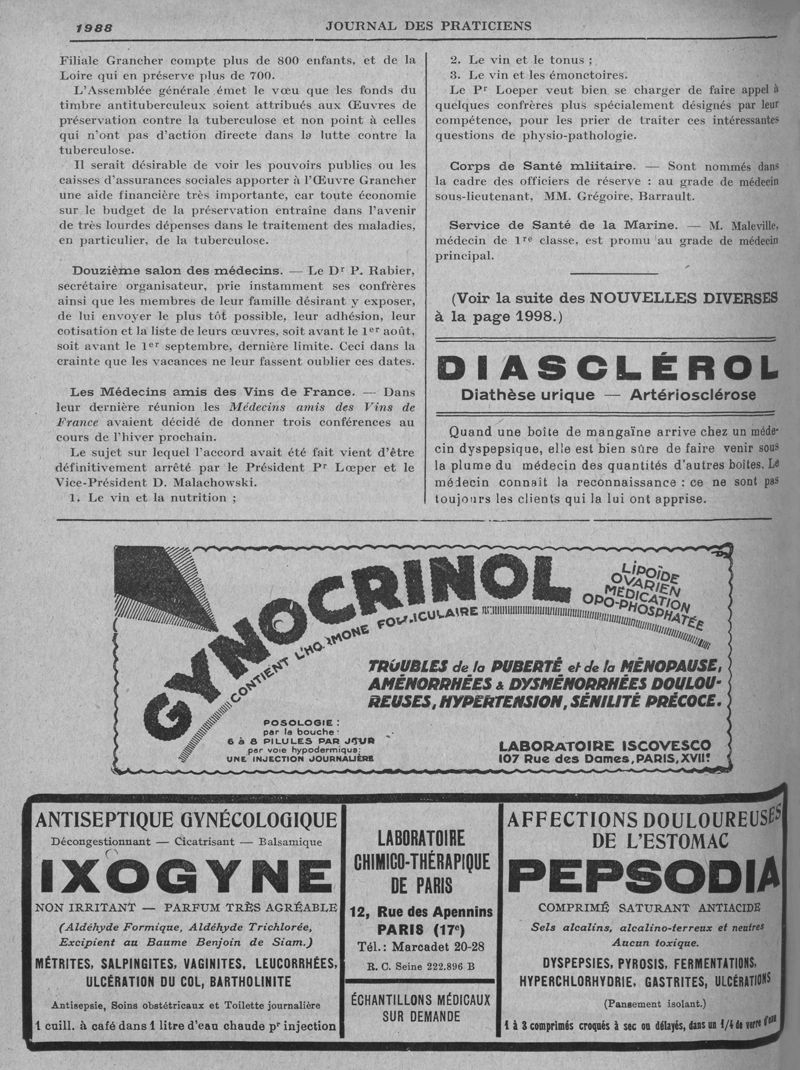 1988
JOURNAL DES PRATICIENS
Filiale Grancher compte plus de 800 enfants, et de la
Loire qui en préserve plus de 700.
L'Assemblée générale émet le vœu que les fonds du
timbre antituberculeux soient attribués aux Œuvres de
préservation contre la tuberculose et non point à celles
qui n'ont pas d'action directe dans la lutte contre la
tuberculose.
Il serait désirable de voir les pouvoirs publics ou les
caisses d'assurances sociales apporter à l'Œuvre Grancher
une aide financière très importante, car toute économie
sur le budget de la préservation entraîne dans l'avenir
de très lourdes dépenses dans le traitement des maladies,
en particulier, de la tuberculose.
Douzième salon des médecins. — Le Dr P. Rabier,
secrétaire organisateur, prie instamment ses confrères
ainsi que les membres de leur famille désirant y exposer,
de lui envoyer le plus tôt possible, leur adhésion, leur
cotisation et la liste de leurs œuvres, soit avant le 1er août,
soit avant le 1er septembre, dernière limite. Ceci dans la
crainte que les vacances ne leur fassent oublier ces dates.
Les Médecins amis des Vins de France. — Dans
leur dernière réunion les Médecins amis des Vins de
France avaient décidé de donner trois conférences au
cours de l'hiver prochain.
Le sujet sur lequel l'accord avait été fait vient d'être
définitivement arrêté par le Président Pr Lœper et le
Vice-Président D. Malachowski.
1. Le vin et la nutrition ;
2. Le vin et le tonus ;
3. Le vin et les émonctoires.
Le Pr Loeper veut bien se charger de faire appel à
quelques confrères plus spécialement désignés par leur
compétence, pour les prier de traiter ces intéressantes
questions de physio-pathologie.
Corps de Santé mliitaire. — Sont nommés dans
la cadre des officiers de réserve : au grade de médecin
sous-lieutenant, MM. Grégoire, Barrault.
Service de Santé de la Marine. — M. Maleville,
médecin de 1re classe, est promu au grade de médecin
principal.
(Voir la suite des NOUVELLES DIVERSES
à la page 1998.)
DIASCLÉROL
Diathèse urique — Artériosclérose
Quand une boîte de mangaïne arrive chez un méde-
cin dyspepsique, elle est bien sûre de faire venir sous
la plume du médecin des quantités d'autres boîtes. Le
médecin connaît la reconnaissance : ce ne sont pas
toujours les clients qui la lui ont apprise.
GYNOCRINOL
CONTIENT L'HORMONE FOLLICULAIRE
LIPOÏDE
OVARIEN
MÉDICATION
OPO-PHOSPHATÉE
TROUBLES de la PUBERTÉ et de la MÉNOPAUSE,
AMÉNORRHÉES & DYSMÉNORRHÉES DOULOU-
REUSES, HYPERTENSION, SÉNILITÉ PRÉCOCE.
POSOLOGIE :
par la bouche :
6 à 8 PILULES PAR JOUR
par voie hypodermique:
UNE INJECTION JOURNALIÈRE
LABORATOIRE ISCOVESCO
107 Rue des Dames, PARIS, XVIIe
ANTISEPTIQUE GYNÉCOLOGIQUE
Décongestionnant — Cicatrisant — Balsamique
IXOGYNE
NON IRRITANT — PARFUM TRÈS AGRÉABLE
(Aldéhyde Formique, Aldéhyde Trichlorée,
Excipient au Baume Benjoin de Siam.)
MÉTRITES, SALPINGITES, VAGINITES, LEUCORRHÉES,
ULCÉRATION DU COL, BARTHOLINITE
Antisepsie, Soins obstétricaux et Toilette journalière
1 cuill. à café dans 1 litre d'eau chaude pr injection
LABORATOIRE
CHIMICO-THÉRAPIQUE
DE PARIS
12, Rue des Apennins
PARIS (17e)
Tél.: Marcadet 20-28
R. C. Seine 222.896 B
ÉCHANTILLONS MÉDICAUX
SUR DEMANDE
AFFECTIONS DOULOUREUSES
DE L'ESTOMAC
PEPSODIA
COMPRIMÉ SATURANT ANTIACIDE
Sels alcalins, alcalino-terreux et neutres
Aucun toxique.
DYSPEPSIES, PYROSIS, FERMENTATIONS,
HYPERCHLORHYDRIE, GASTRITES, ULCÉRATIONS
(Pansement isolant.)
1 à 3 comprimés croqués à sec ou délayés, dans un 1/4 de verre d'eau